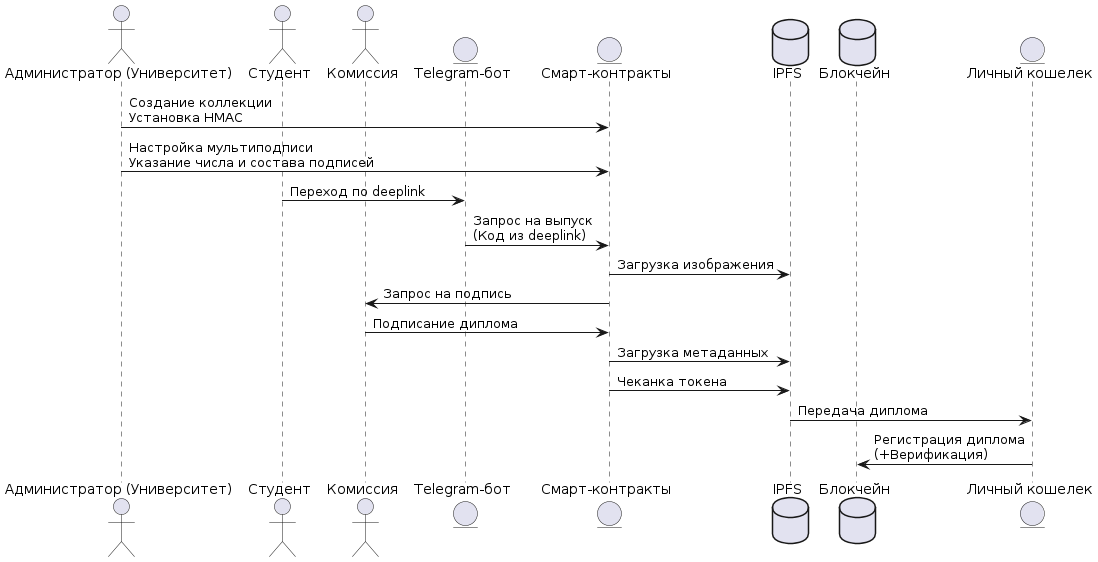 Администратор (Университет)
Студент
Комиссия
Telegram-бот
Смарт-контракты
IPFS
Блокчейн
Личный кошелек
Создание коллекции
Установка HMAC
Настройка мультиподписи
Указание числа и состава подписей
Переход по deeplink
Запрос на выпуск
(Код из deeplink)
Загрузка изображения
Запрос на подпись
Подписание диплома
Загрузка метаданных
Чеканка токена
Передача диплома
Регистрация диплома
(+Верификация)
Администратор (Университет)
Студент
Комиссия
Telegram-бот
Смарт-контракты
IPFS
Блокчейн
Личный кошелек